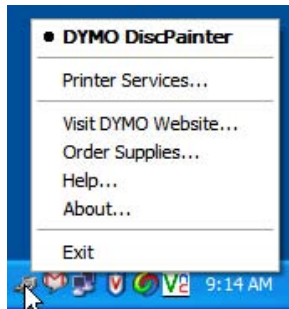 DYMO DiscPainter
Printer Services...
Visit DYMO Website...
Order Supplies...
Help...
About...
Exit
9:14 AM